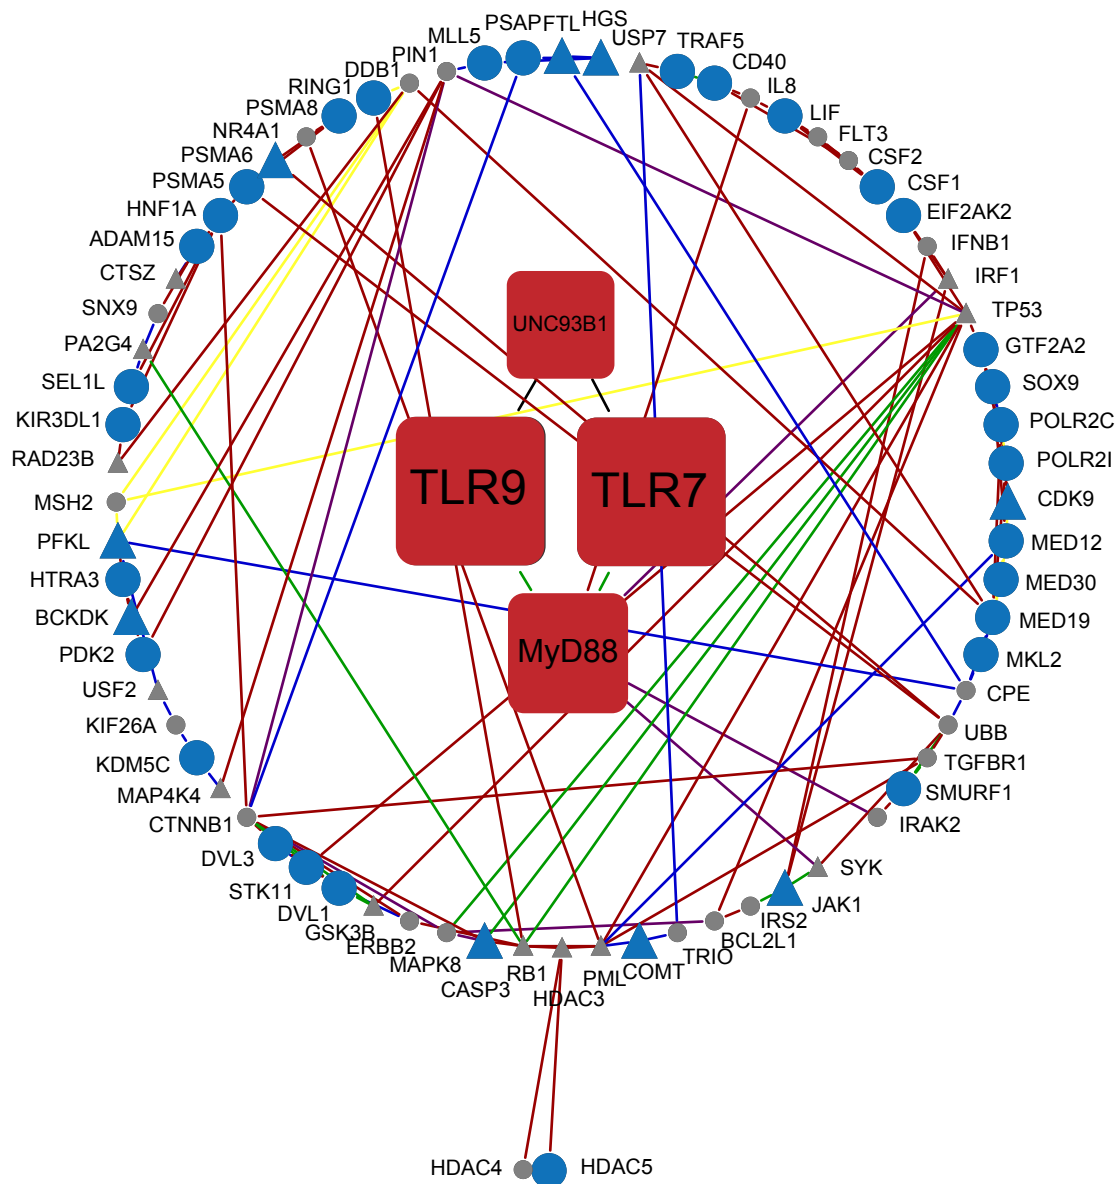 MLL5
PSAP
FTL
HGS
USP7
TRAF5
CD40
IL8
LIF
FLT3
CSF2
CSF1
EIF2AK2
IFNB1
IRF1
TP53
GTF2A2
SOX9
POLR2C
POLR2I
CDK9
MED12
MED30
MED19
MKL2
CPE
UBB
TGFBR1
SMURF1
IRAK2
SYK
JAK1
IRS2
BCL2L1
TRIO
COMT
PML
HDAC3
RB1
CASP3
MAPK8
ERBB2
GSK3B
DVL1
STK11
DVL3
CTNNB1
MAP4K4
KDM5C
KIF26A
USF2
PDK2
BCKDK
HTRA3
PFKL
MSH2
RAD23B
KIR3DL1
SEL1L
PA2G4
SNX9
CTSZ
ADAM15
HNF1A
PSMA5
PSMA6
NR4A1
PSMA8
RING1
DDB1
PIN1
UNC93B1
TLR9
TLR7
MyD88
HDAC4
HDAC5